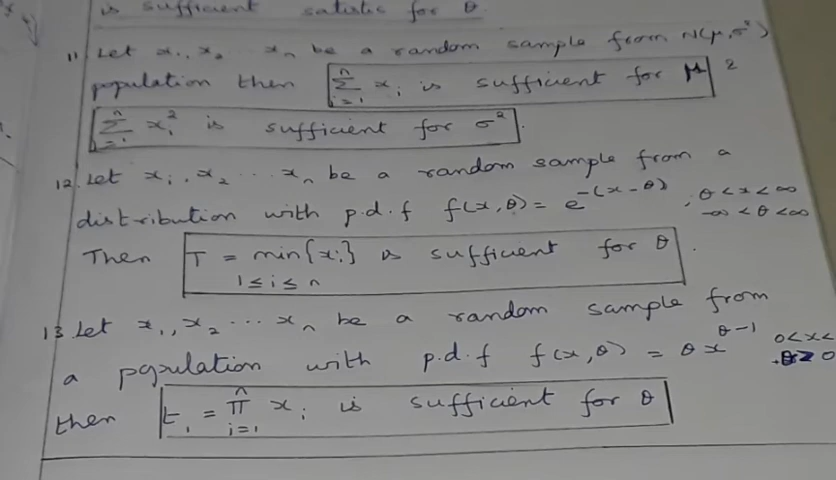 is sufficient satistic for θ
11 Let x₁, x₂ ... xₙ be a random sample from N(μ, σ²)
population then ∑ᵢ₌₁ⁿ xᵢ is sufficient for μ 2
∑ᵢ₌₁ⁿ xᵢ² is sufficient for σ².
12. Let x₁, x₂ ... xₙ be a random sample from a
distribution with p.d.f f(x, θ) = e^-(x - θ) ; θ < x < ∞
-∞ < θ < ∞
Then T = min{xᵢ} is sufficient for θ.
1 ≤ i ≤ n
13. Let x₁, x₂ ... xₙ be a random sample from
a population with p.d.f f(x, θ) = θ x^(θ-1) 0 < x <
θ > 0
then t₁ = ∏ᵢ₌₁ⁿ xᵢ is sufficient for θ